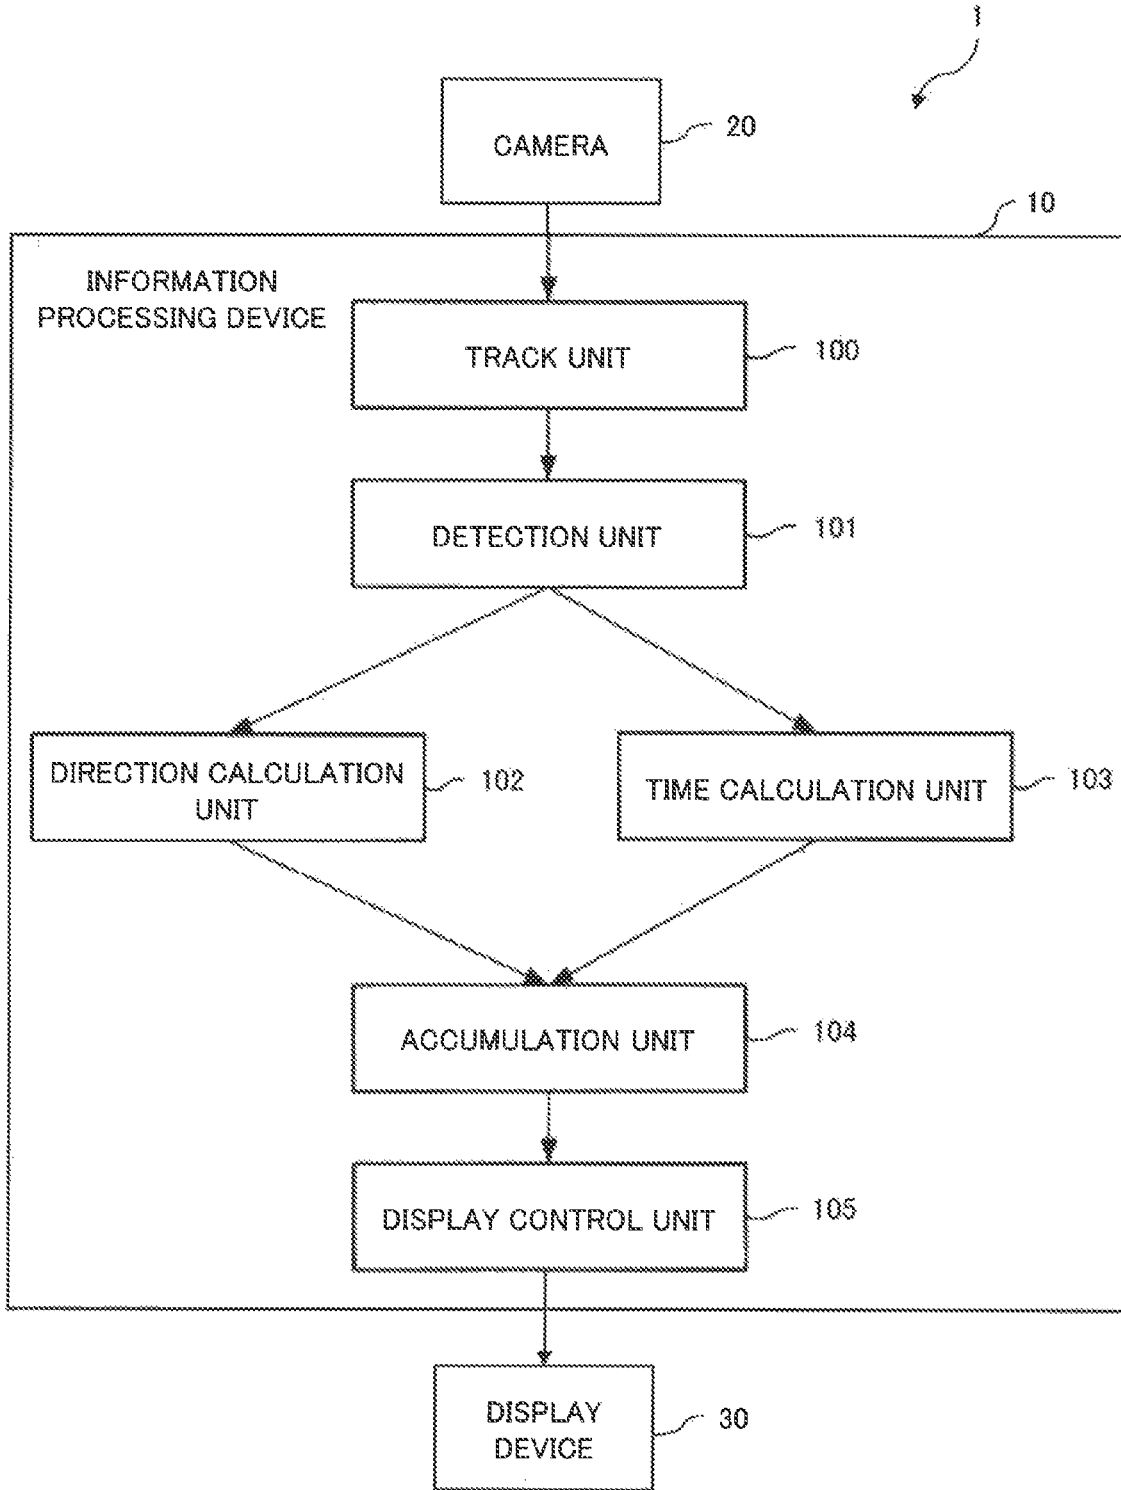 1
CAMERA
20
10
INFORMATION
PROCESSING DEVICE
TRACK UNIT
100
DETECTION UNIT
101
DIRECTION CALCULATION
UNIT
102
TIME CALCULATION UNIT
103
ACCUMULATION UNIT
104
DISPLAY CONTROL UNIT
105
DISPLAY
DEVICE
30